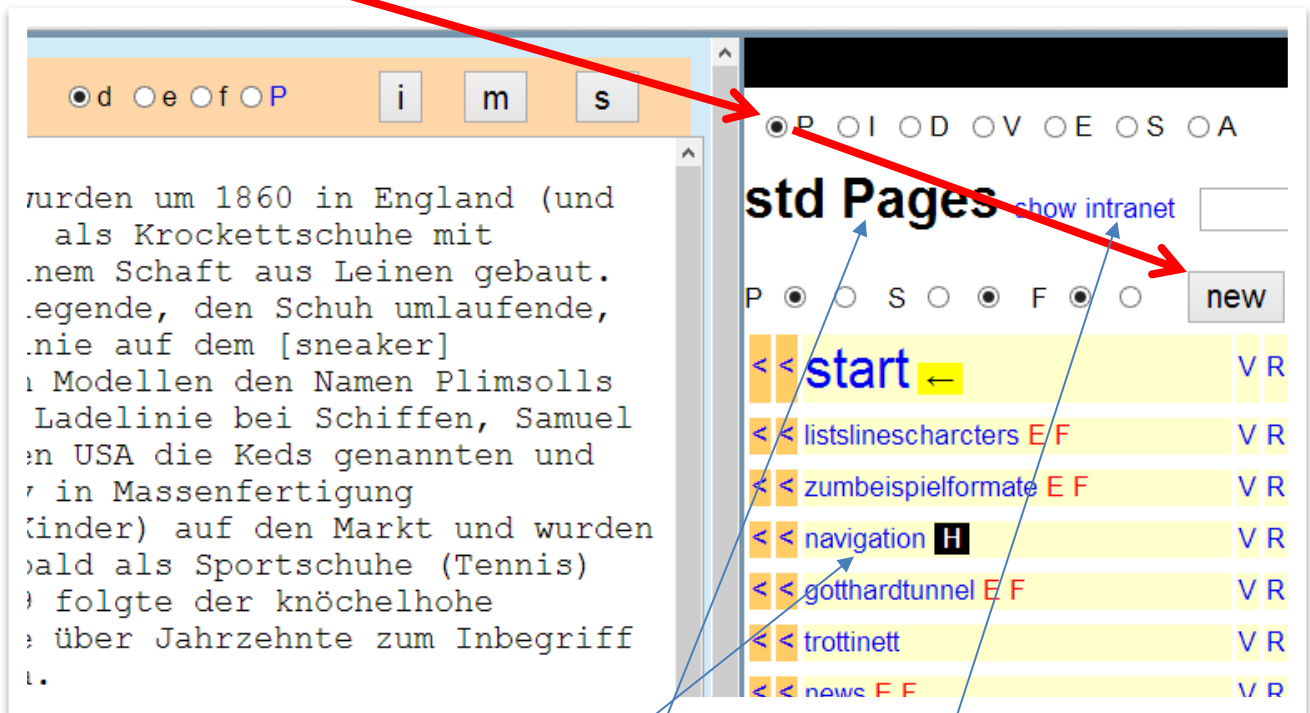 d e f P i m s
wurden um 1860 in England (und
als Krockettschuhe mit
inem Schaft aus Leinen gebaut.
legende, den Schuh umlaufende,
nie auf dem [sneaker]
n Modellen den Namen Plimsolls
Ladelinie bei Schiffen, Samuel
en USA die Keds genannten und
in Massenfertigung
Kinder) auf den Markt und wurden
bald als Sportschuhe (Tennis)
9 folgte der knöchelhohe
e über Jahrzehnte zum Inbegriff
P I D V E S A
std Pages show intranet
P S F new
< < start ← V R
< < listslinescharcters E F V R
< < zumbeispielformate E F V R
< < navigation H V R
< < gotthardtunnel E F V R
< < trottinett V R
< < news E F V R